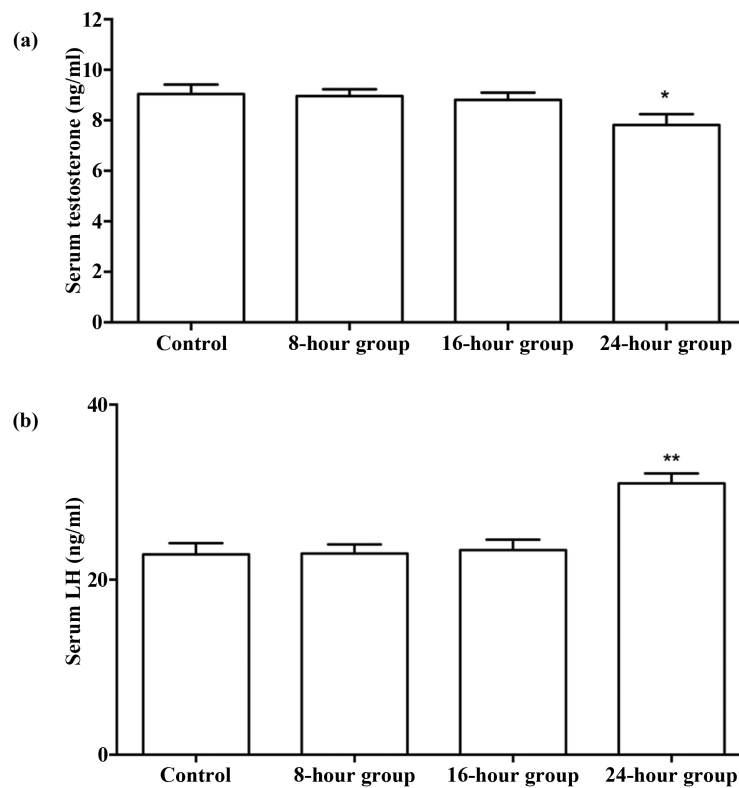 (a)
Serum testosterone (ng/ml)
12
10
8
6
4
2
0
*
Control 8-hour group 16-hour group 24-hour group
(b)
Serum LH (ng/ml)
40
20
0
**
Control 8-hour group 16-hour group 24-hour group